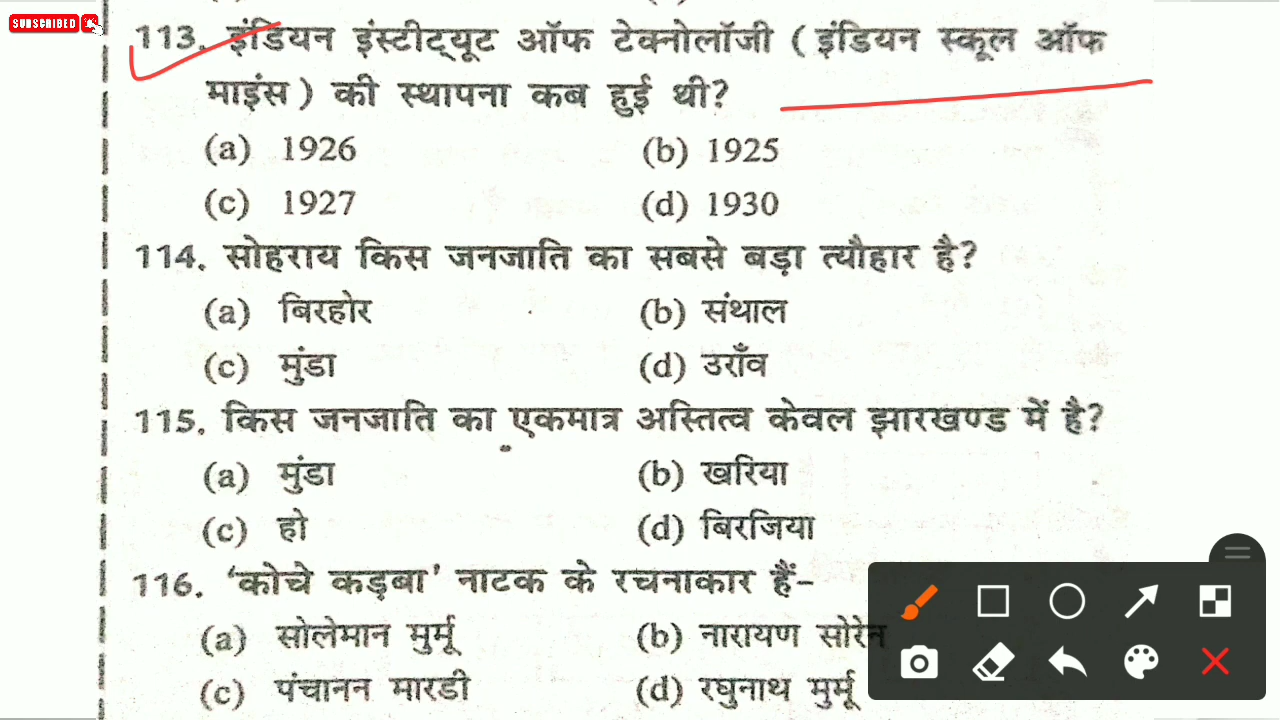 SUBSCRIBED
113. इंडियन इंस्टीट्यूट ऑफ टेक्नोलॉजी ( इंडियन स्कूल ऑफ
माइंस ) की स्थापना कब हुई थी?
(a) 1926 (b) 1925
(c) 1927 (d) 1930
114. सोहराय किस जनजाति का सबसे बड़ा त्यौहार है?
(a) बिरहोर (b) संथाल
(c) मुंडा (d) उराँव
115. किस जनजाति का एकमात्र अस्तित्व केवल झारखण्ड में है?
(a) मुंडा (b) खरिया
(c) हो (d) बिरजिया
116. ‘कोचे कड़बा’ नाटक के रचनाकार हैं–
(a) सोलेमान मुर्मू (b) नारायण सोरेन
(c) पंचानन मारडी (d) रघुनाथ मुर्मू